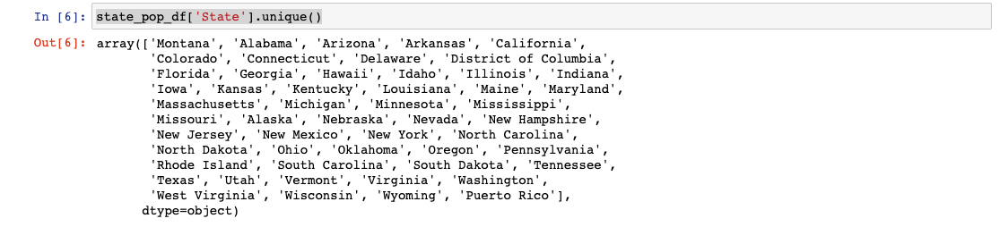 In [6]: state_pop_df['State'].unique()
Out[6]: array(['Montana', 'Alabama', 'Arizona', 'Arkansas', 'California',
'Colorado', 'Connecticut', 'Delaware', 'District of Columbia',
'Florida', 'Georgia', 'Hawaii', 'Idaho', 'Illinois', 'Indiana',
'Iowa', 'Kansas', 'Kentucky', 'Louisiana', 'Maine', 'Maryland',
'Massachusetts', 'Michigan', 'Minnesota', 'Mississippi',
'Missouri', 'Alaska', 'Nebraska', 'Nevada', 'New Hampshire',
'New Jersey', 'New Mexico', 'New York', 'North Carolina',
'North Dakota', 'Ohio', 'Oklahoma', 'Oregon', 'Pennsylvania',
'Rhode Island', 'South Carolina', 'South Dakota', 'Tennessee',
'Texas', 'Utah', 'Vermont', 'Virginia', 'Washington',
'West Virginia', 'Wisconsin', 'Wyoming', 'Puerto Rico'],
dtype=object)